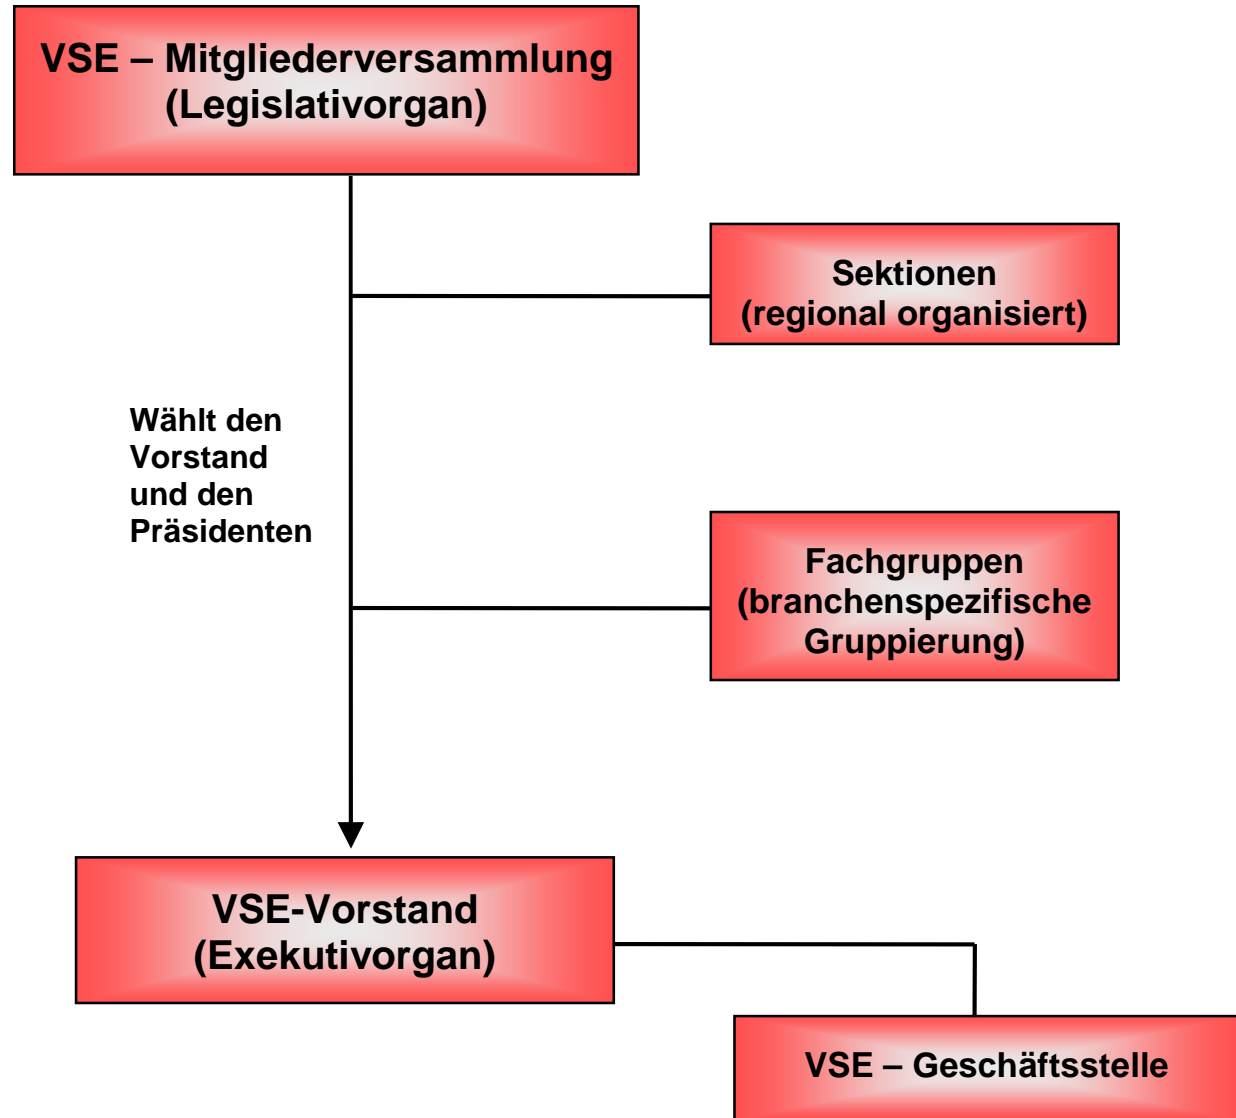 VSE – Mitgliederversammlung
(Legislativorgan)
Sektionen
(regional organisiert)
Wählt den
Vorstand
und den
Präsidenten
Fachgruppen
(branchenspezifische
Gruppierung)
VSE-Vorstand
(Exekutivorgan)
VSE – Geschäftsstelle